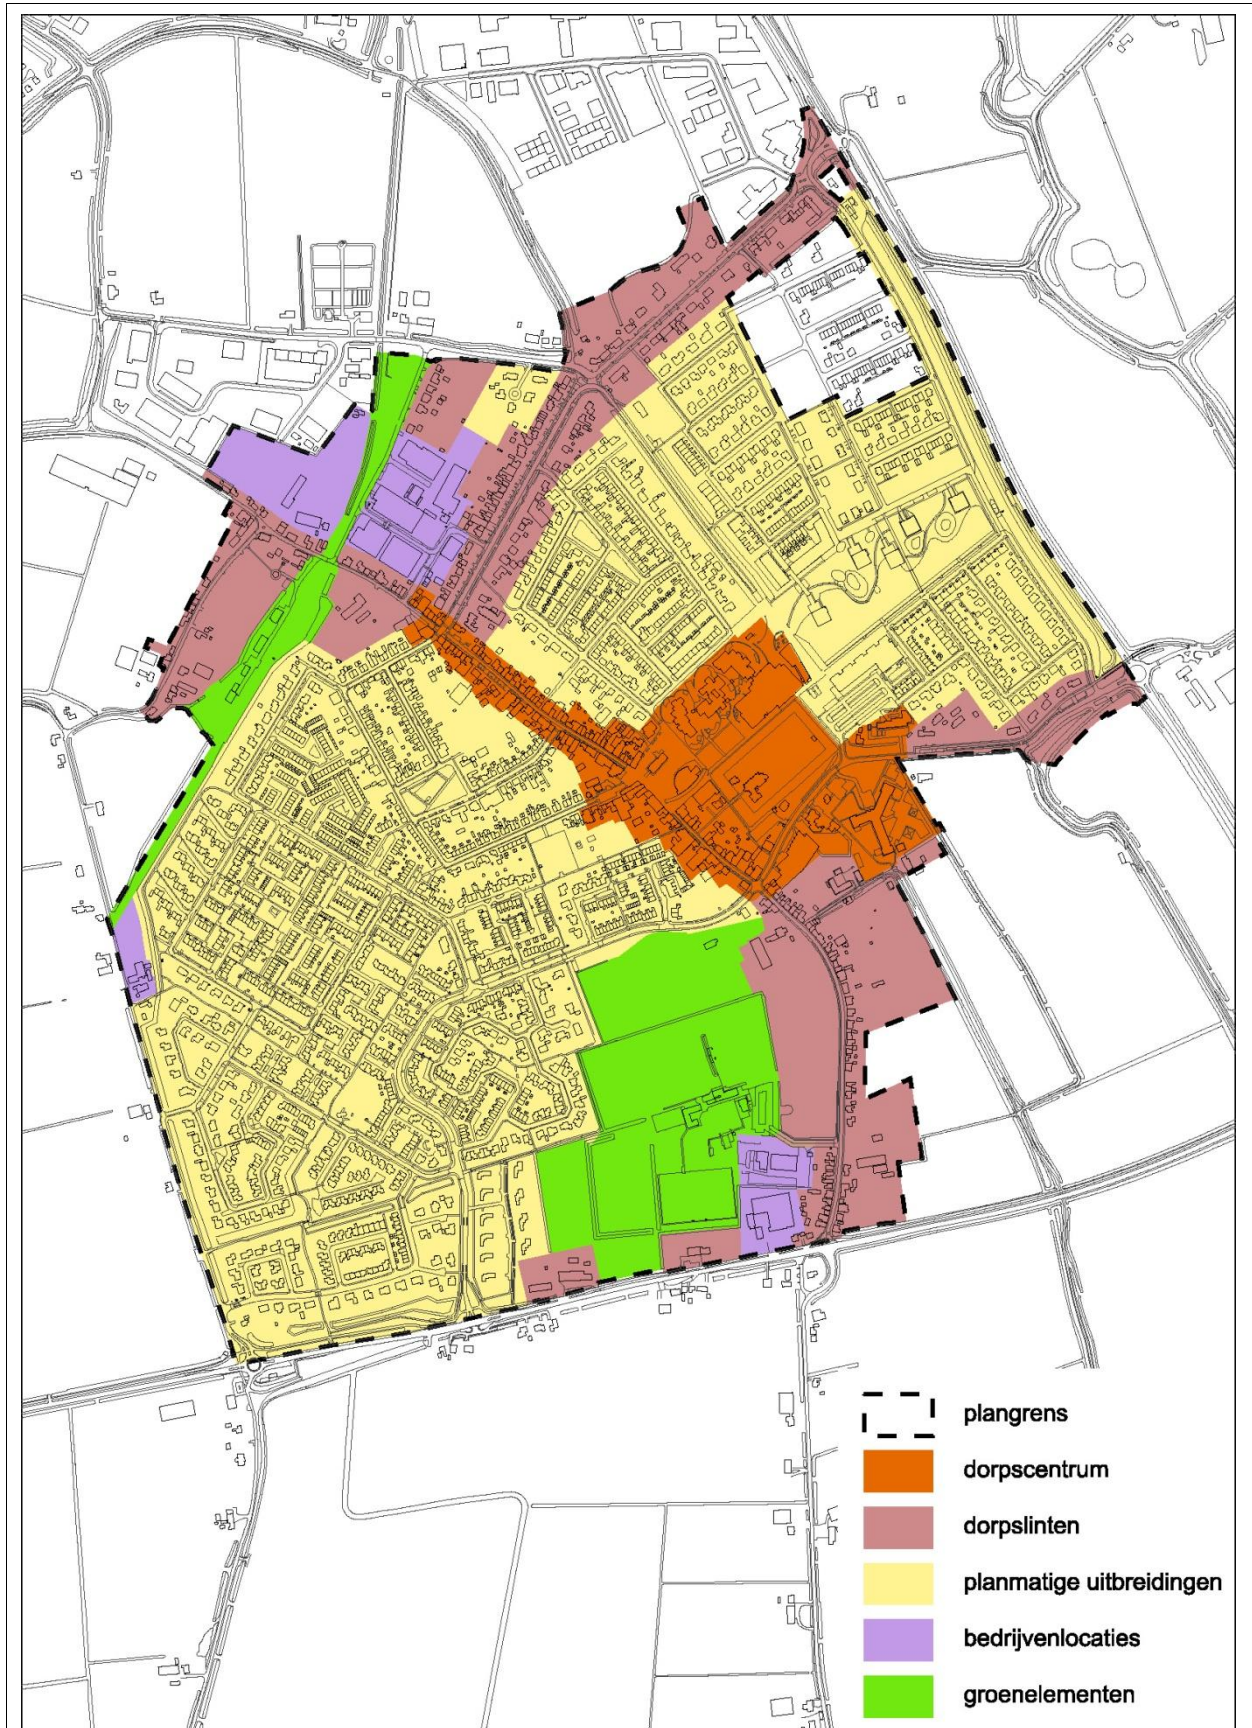 plangrens
dorpscentrum
dorpslinten
planmatige uitbreidingen
bedrijvenlocaties
groenelementen